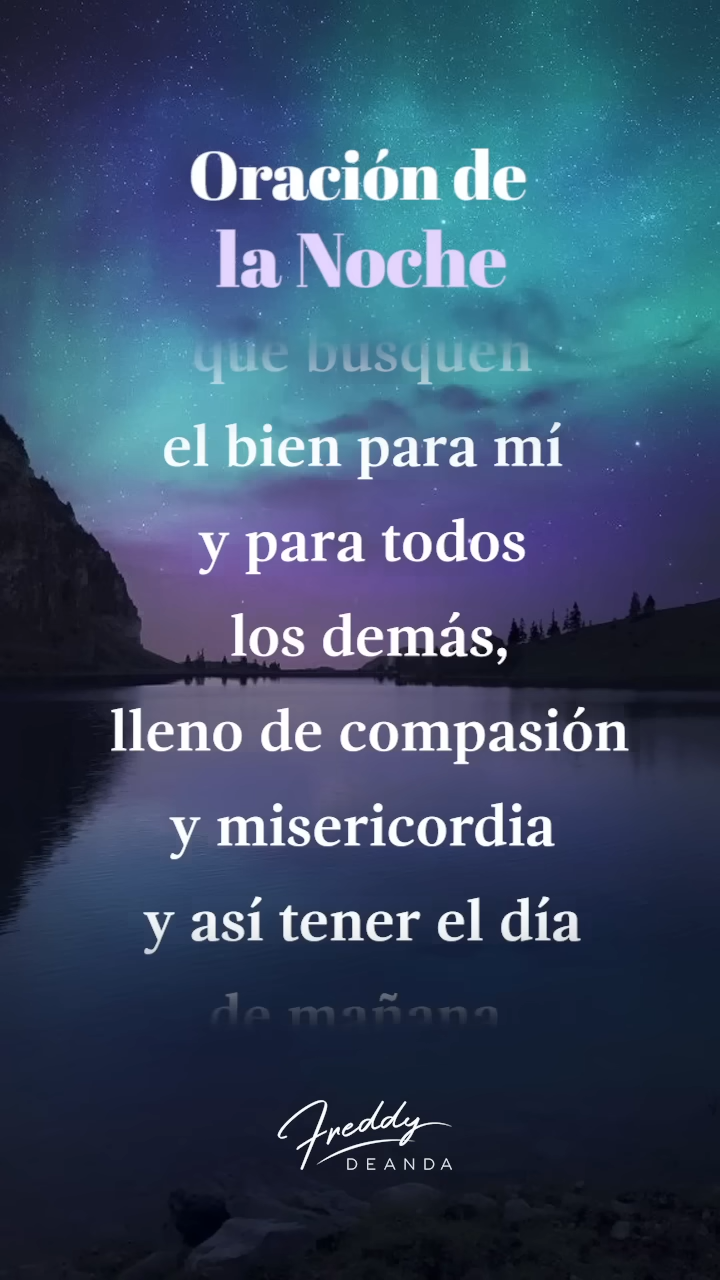 Oración de
la Noche
que busquen
el bien para mí
y para todos
los demás,
lleno de compasión
y misericordia
y así tener el día
de mañana
Freddy
DEANDA